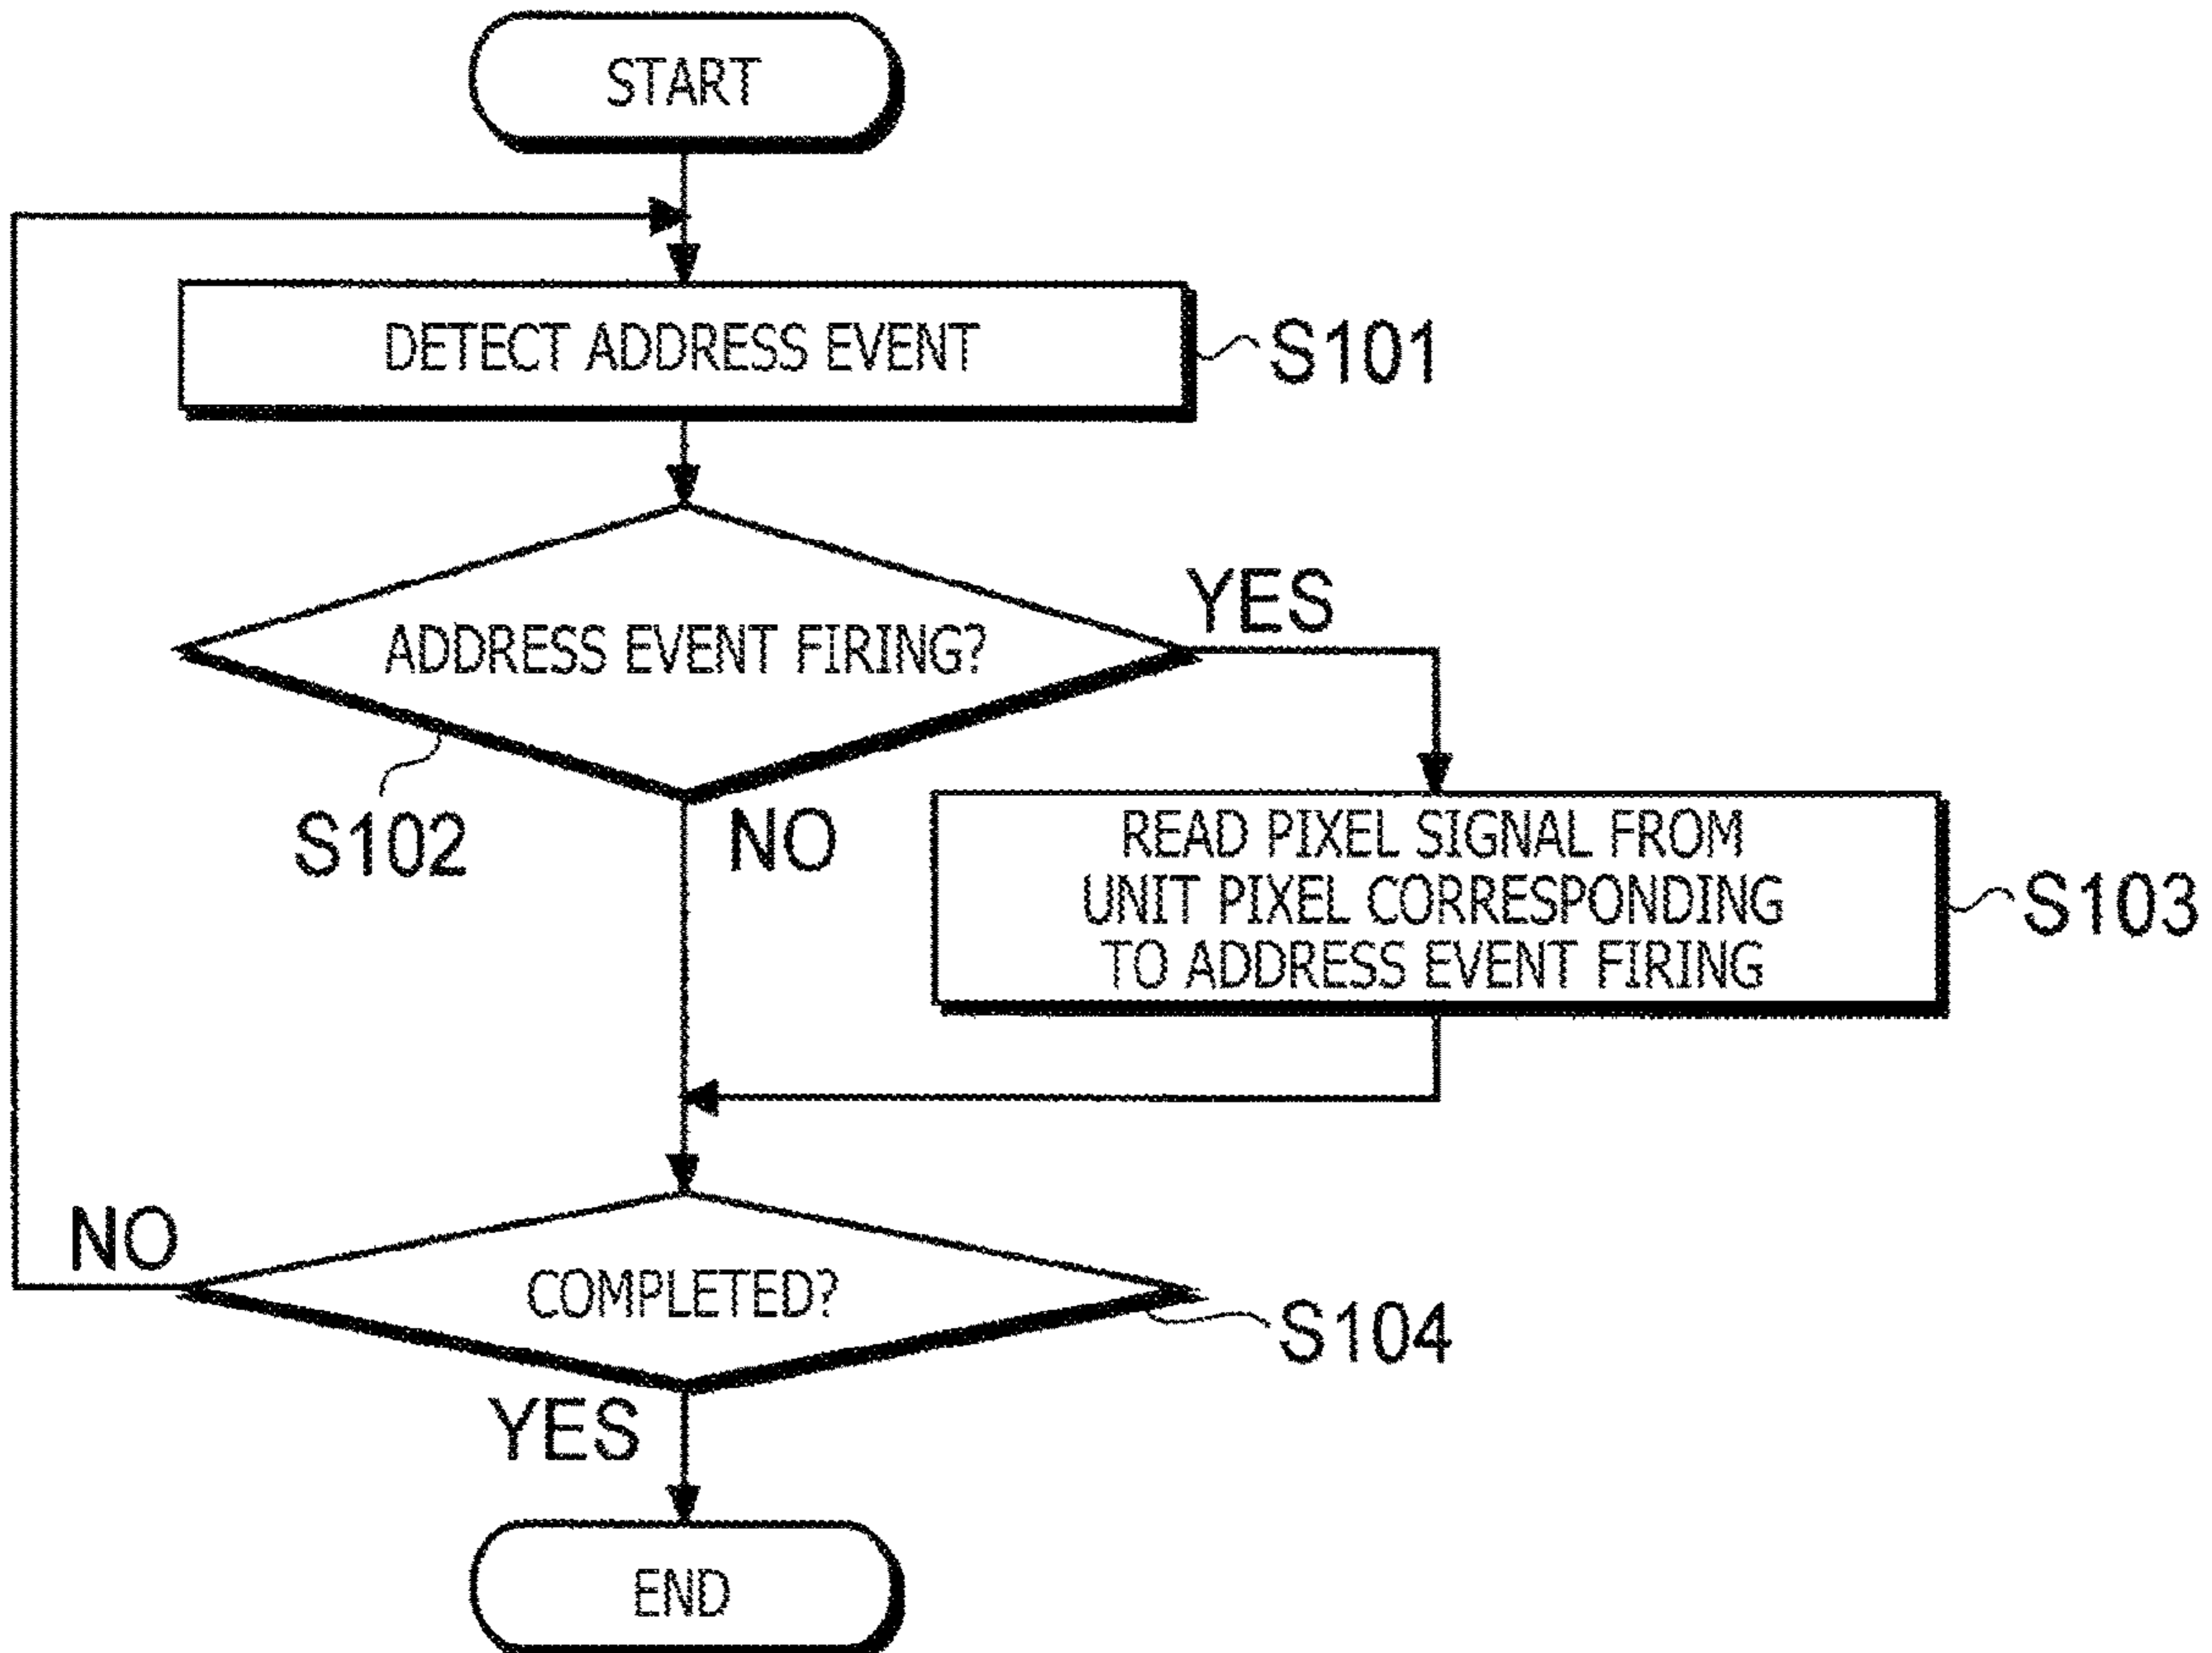 START
DETECT ADDRESS EVENT
S101
ADDRESS EVENT FIRING?
YES
S102
NO
READ PIXEL SIGNAL FROM
UNIT PIXEL CORRESPONDING
TO ADDRESS EVENT FIRING
S103
NO
COMPLETED?
S104
YES
END